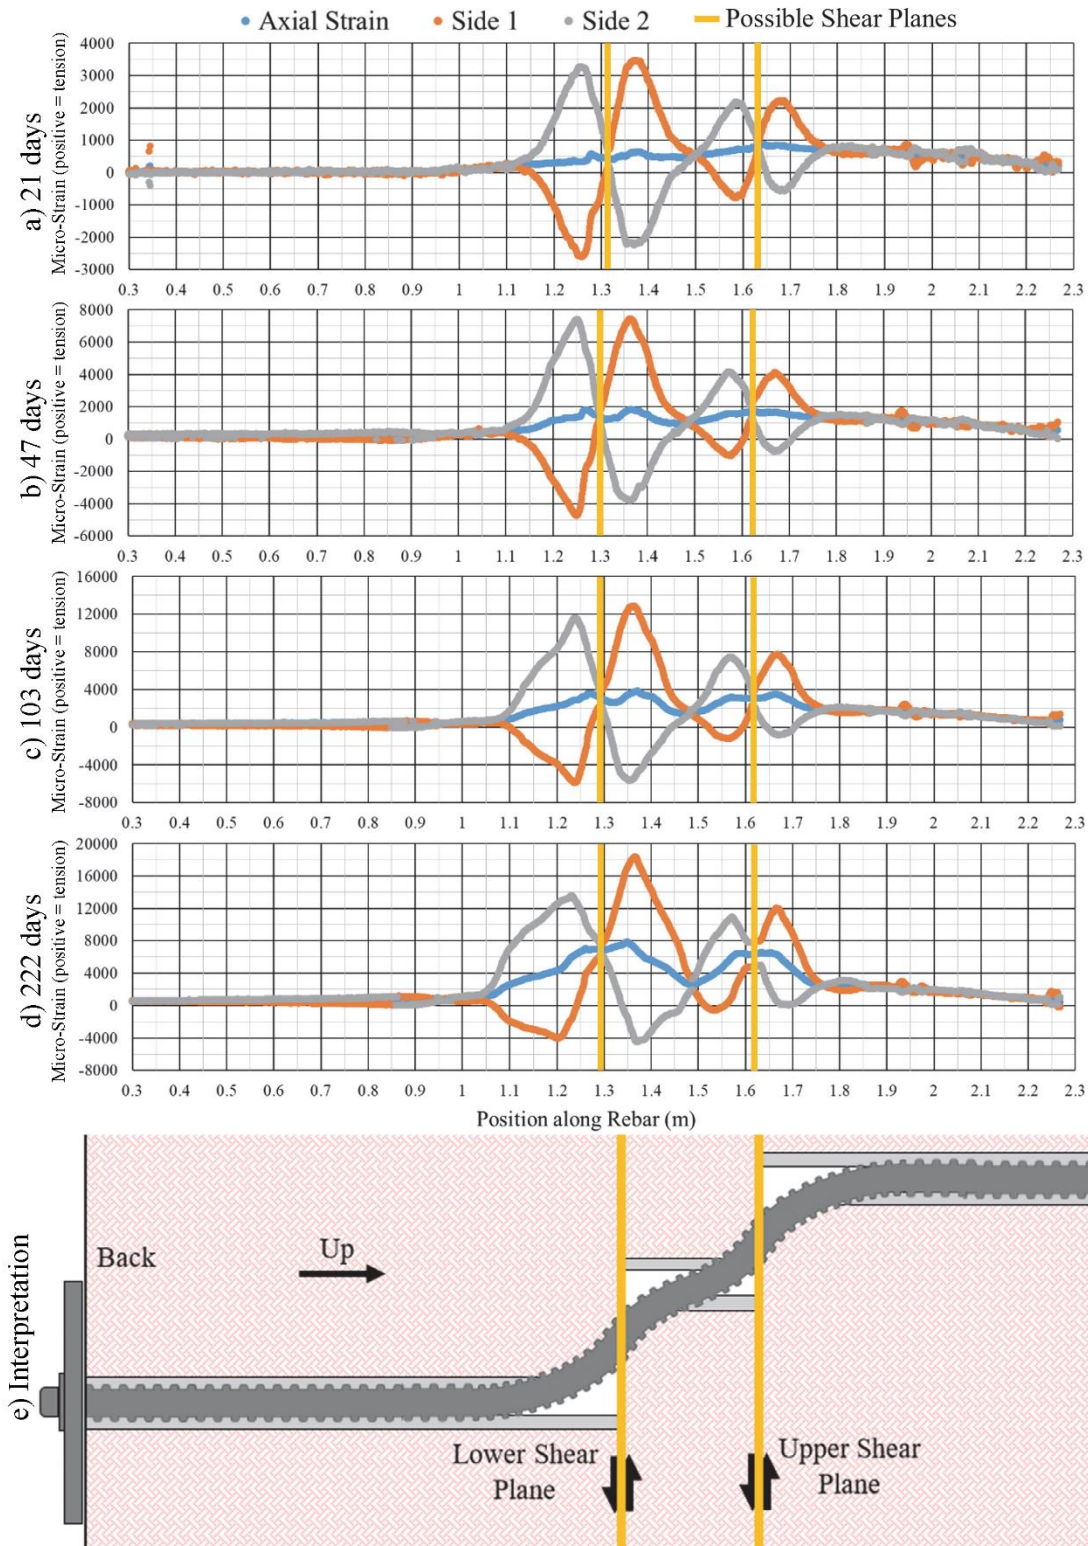 Axial Strain Side 1 Side 2 Possible Shear Planes
a) 21 days
Micro-Strain (positive = tension)
4000
3000
2000
1000
0
-1000
-2000
-3000
0.3 0.4 0.5 0.6 0.7 0.8 0.9 1 1.1 1.2 1.3 1.4 1.5 1.6 1.7 1.8 1.9 2 2.1 2.2 2.3
b) 47 days
Micro-Strain (positive = tension)
8000
6000
4000
2000
0
-2000
-4000
-6000
0.3 0.4 0.5 0.6 0.7 0.8 0.9 1 1.1 1.2 1.3 1.4 1.5 1.6 1.7 1.8 1.9 2 2.1 2.2 2.3
c) 103 days
Micro-Strain (positive = tension)
16000
12000
8000
4000
0
-4000
-8000
0.3 0.4 0.5 0.6 0.7 0.8 0.9 1 1.1 1.2 1.3 1.4 1.5 1.6 1.7 1.8 1.9 2 2.1 2.2 2.3
d) 222 days
Micro-Strain (positive = tension)
20000
16000
12000
8000
4000
0
-4000
-8000
0.3 0.4 0.5 0.6 0.7 0.8 0.9 1 1.1 1.2 1.3 1.4 1.5 1.6 1.7 1.8 1.9 2 2.1 2.2 2.3
Position along Rebar (m)
e) Interpretation
Back
Up
Lower Shear
Plane
Upper Shear
Plane